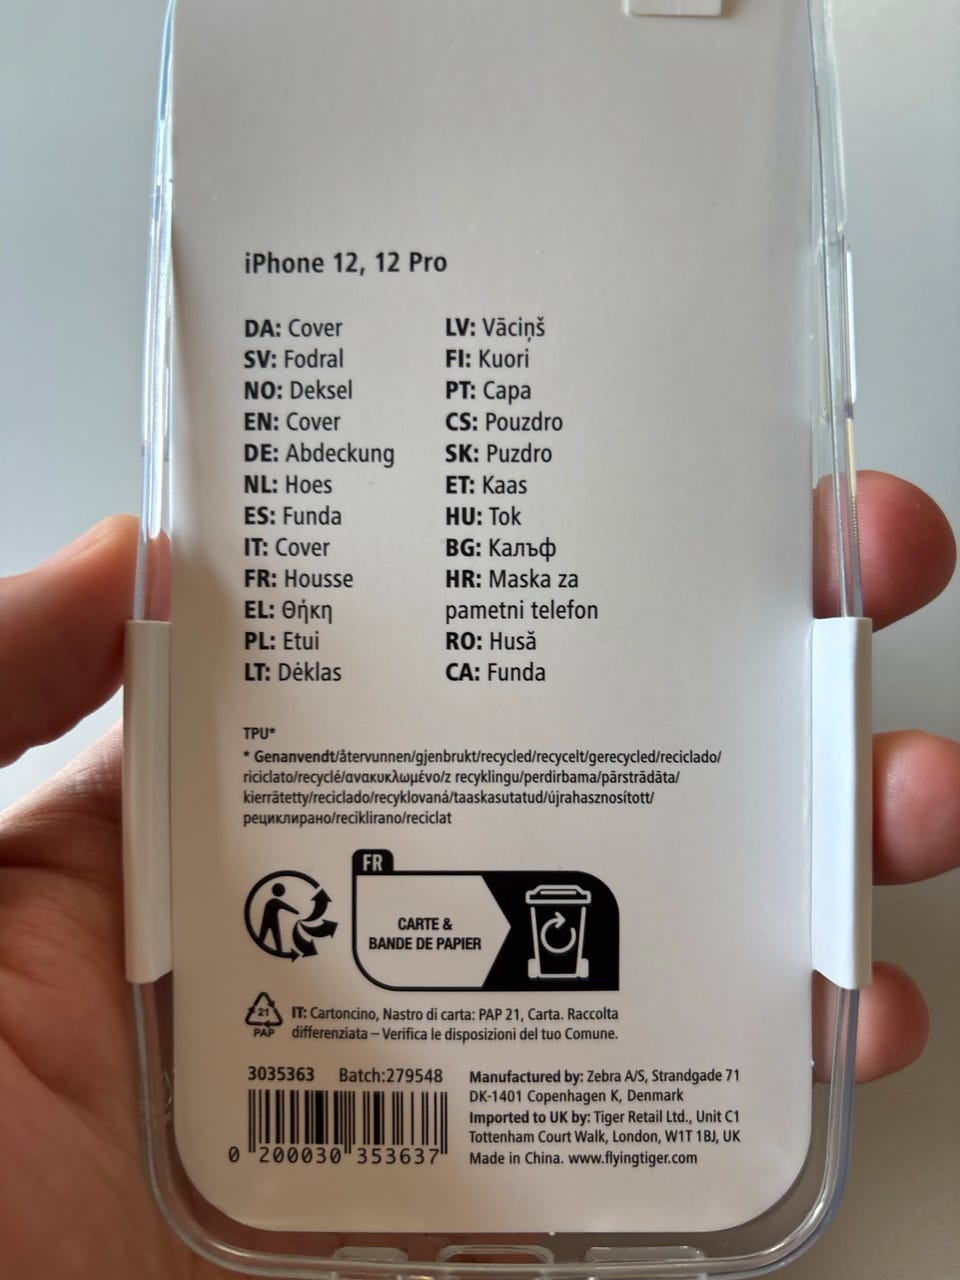 iPhone 12, 12 Pro
DA: Cover
SV: Fodral
NO: Deksel
EN: Cover
DE: Abdeckung
NL: Hoes
ES: Funda
IT: Cover
FR: Housse
EL: Θήκη
PL: Etui
LT: Dėklas
LV: Vāciņš
FI: Kuori
PT: Capa
CS: Pouzdro
SK: Puzdro
ET: Kaas
HU: Tok
BG: Калъф
HR: Maska za
pametni telefon
RO: Husă
CA: Funda
TPU*
* Genanvendt/återvunnen/gjenbrukt/recycled/recycelt/gerecycled/reciclado/
riciclato/recyclé/ανακυκλωμένο/z recyklingu/perdirbama/pārstrādāta/
kierrätetty/reciclado/recyklovaná/taaskasutatud/újrahasznosított/
рециклирано/reciklirano/reciclat
FR
CARTE &
BANDE DE PAPIER
21
PAP
IT: Cartoncino, Nastro di carta: PAP 21, Carta. Raccolta
differenziata – Verifica le disposizioni del tuo Comune.
3035363 Batch:279548
0 200030 353637
Manufactured by: Zebra A/S, Strandgade 71
DK-1401 Copenhagen K, Denmark
Imported to UK by: Tiger Retail Ltd., Unit C1
Tottenham Court Walk, London, W1T 1BJ, UK
Made in China. www.flyingtiger.com